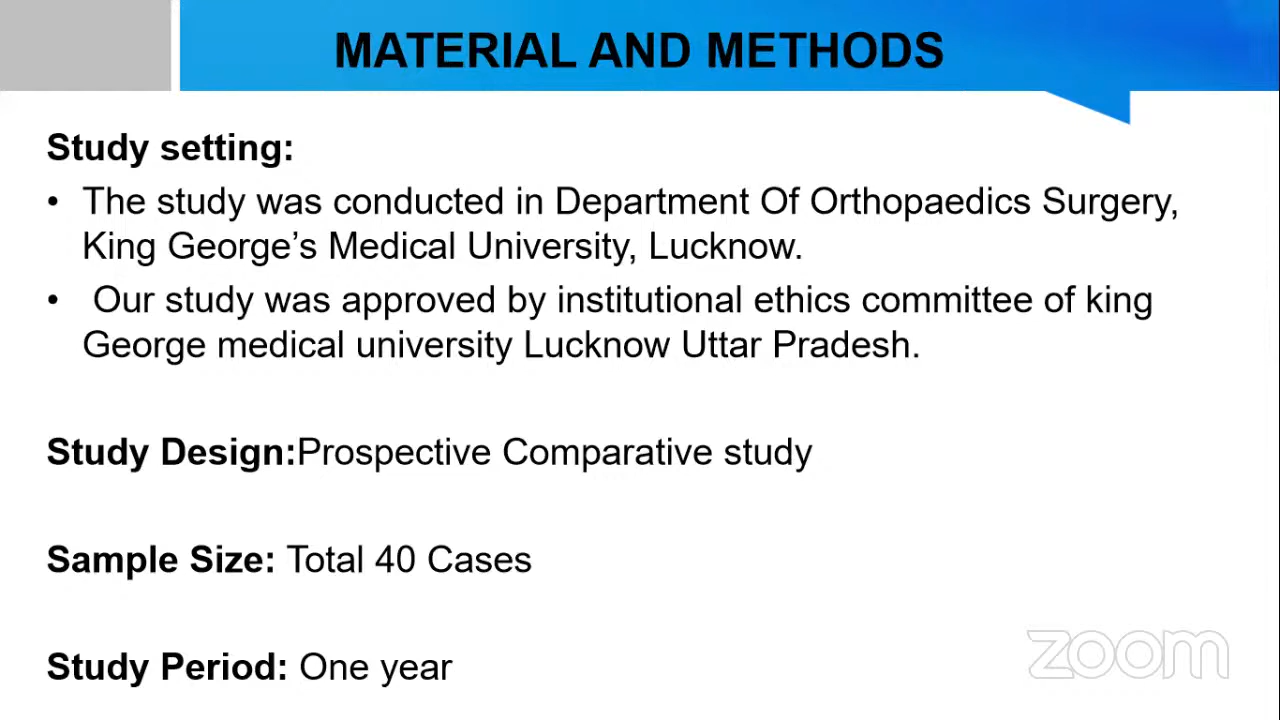 MATERIAL AND METHODS
Study setting:
• The study was conducted in Department Of Orthopaedics Surgery,
King George’s Medical University, Lucknow.
• Our study was approved by institutional ethics committee of king
George medical university Lucknow Uttar Pradesh.
Study Design:Prospective Comparative study
Sample Size: Total 40 Cases
Study Period: One year
zoom